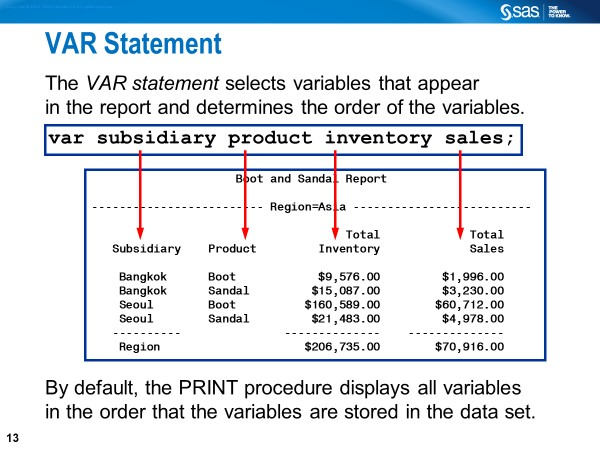 sas THE POWER TO KNOW.
VAR Statement
The VAR statement selects variables that appear
in the report and determines the order of the variables.
var subsidiary product inventory sales;
Boot and Sandal Report
------------------------- Region=Asia --------------------------
Total Total
Subsidiary Product Inventory Sales
Bangkok Boot $9,576.00 $1,996.00
Bangkok Sandal $15,087.00 $3,230.00
Seoul Boot $160,589.00 $60,712.00
Seoul Sandal $21,483.00 $4,978.00
---------- -------------- --------------
Region $206,735.00 $70,916.00
By default, the PRINT procedure displays all variables
in the order that the variables are stored in the data set.
13